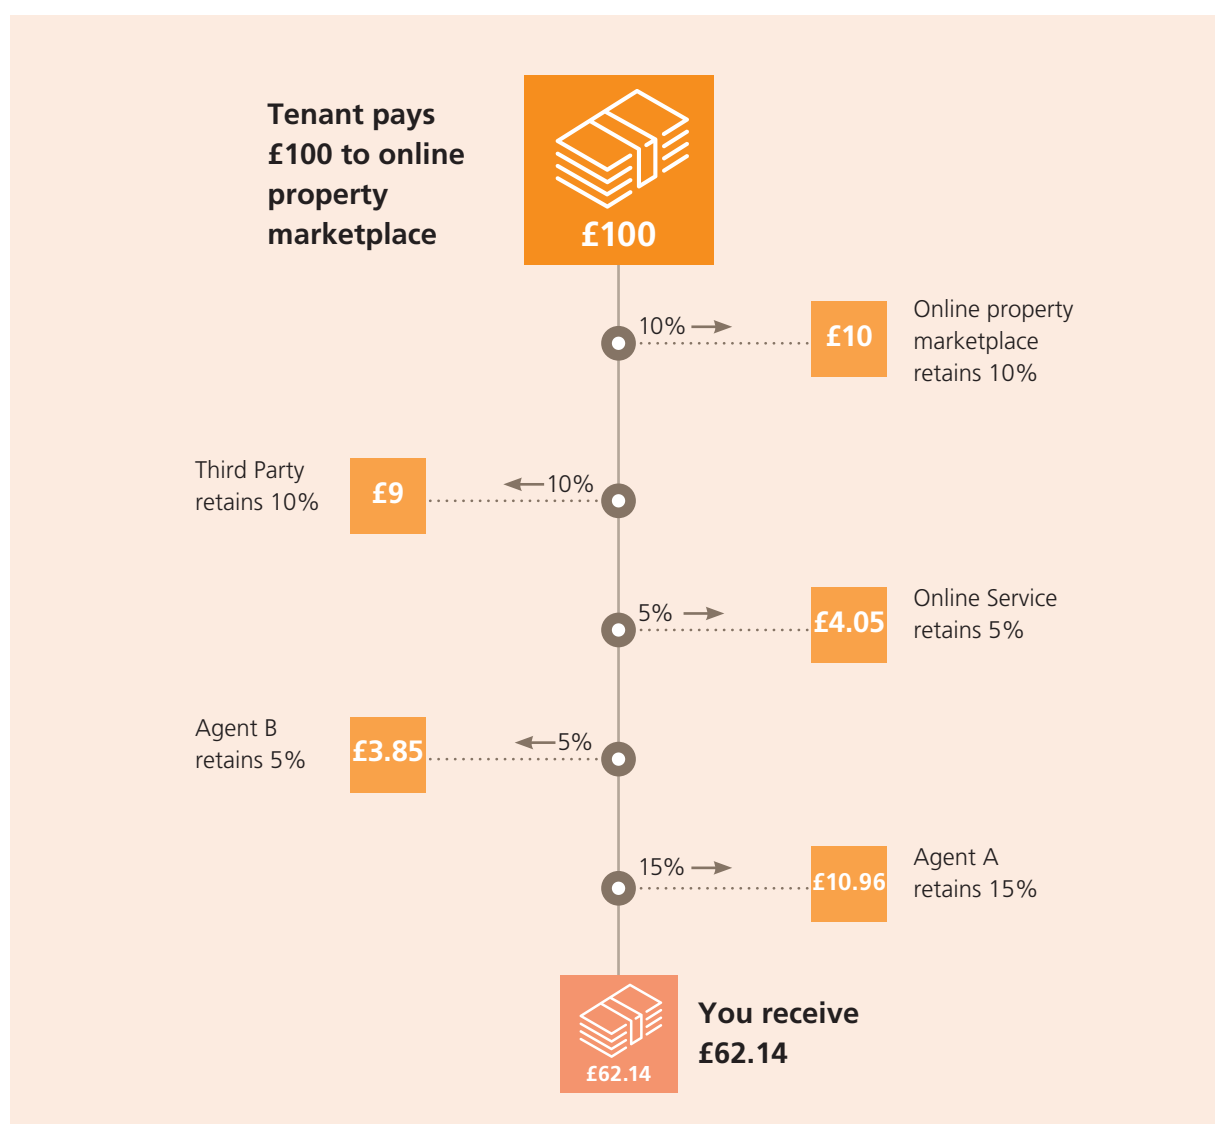 Tenant pays
£100 to online
property
marketplace
£100
10%
£10
Online property
marketplace
retains 10%
Third Party
retains 10%
£9
10%
5%
£4.05
Online Service
retains 5%
Agent B
retains 5%
£3.85
5%
15%
£10.96
Agent A
retains 15%
£62.14
You receive
£62.14